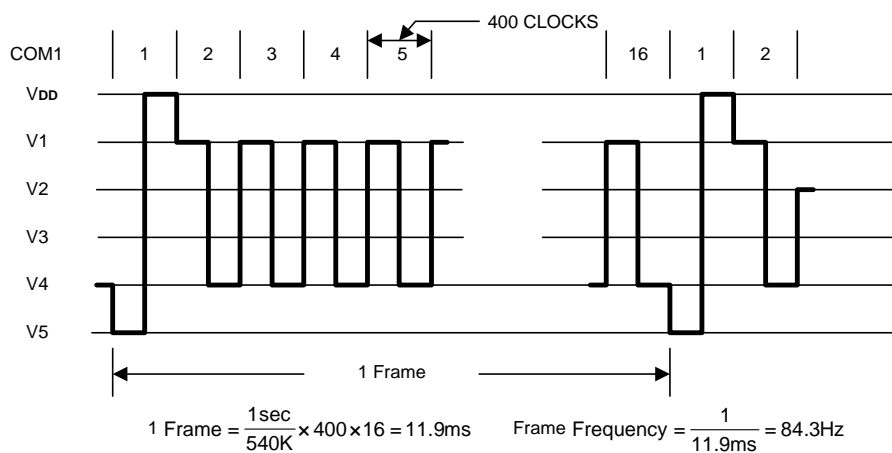 400 CLOCKS
COM1 1 2 3 4 5 16 1 2
VDD
V1
V2
V3
V4
V5
1 Frame
1 Frame = 1sec/540K × 400 × 16 = 11.9ms Frame Frequency = 1/11.9ms = 84.3Hz